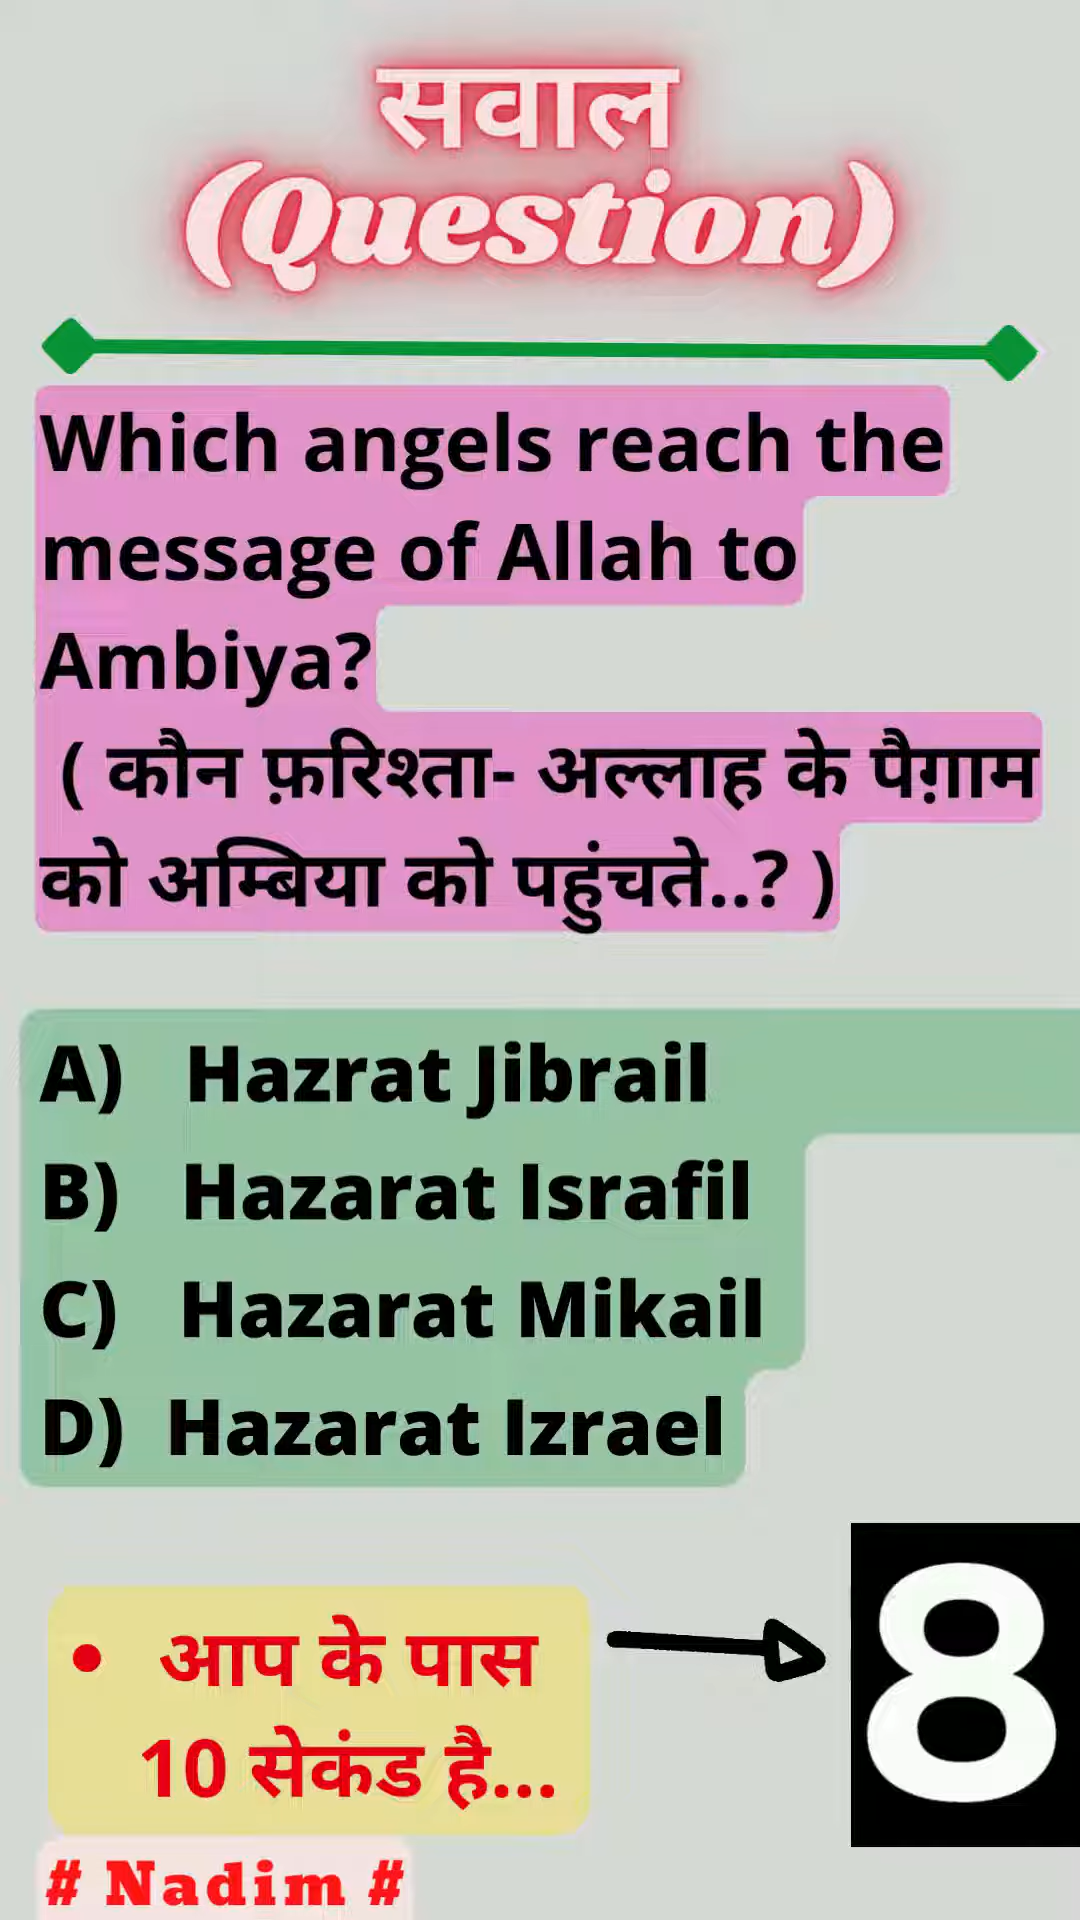 सवाल
(Question)
Which angels reach the
message of Allah to
Ambiya?
( कौन फ़रिश्ता- अल्लाह के पैग़ाम
को अम्बिया को पहुंचते..? )
A) Hazrat Jibrail
B) Hazarat Israfil
C) Hazarat Mikail
D) Hazarat Izrael
• आप के पास
10 सेकंड है...
8
# Nadim #